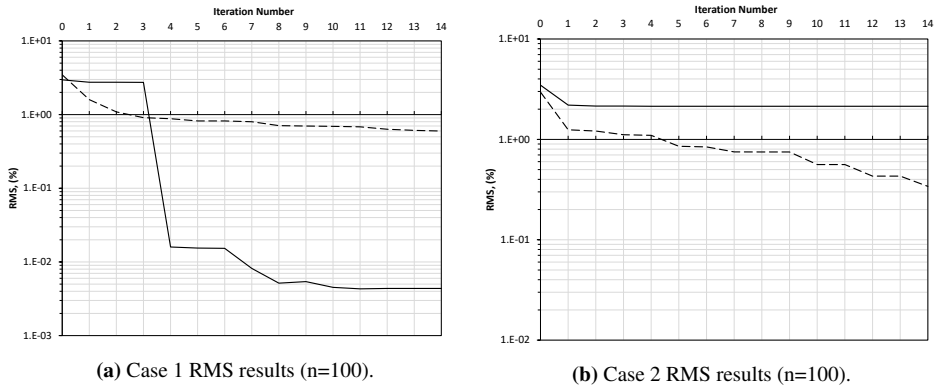 Iteration Number
0 1 2 3 4 5 6 7 8 9 10 11 12 13 14
1.E+01
1.E+00
1.E-01
1.E-02
1.E-03
RMS, (%)
(a) Case 1 RMS results (n=100).
Iteration Number
0 1 2 3 4 5 6 7 8 9 10 11 12 13 14
1.E+01
1.E+00
1.E-01
1.E-02
RMS, (%)
(b) Case 2 RMS results (n=100).